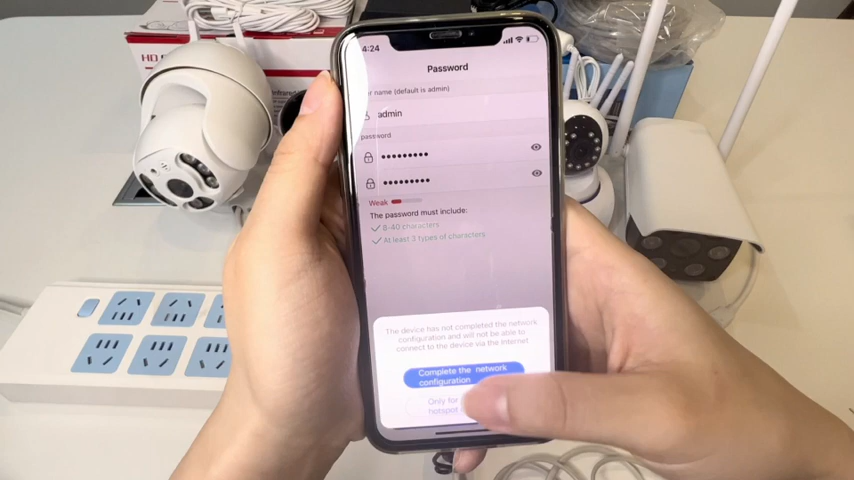 4:24
HD
Password
name (default is admin)
admin
password
Weak
The password must include:
8-40 characters
At least 3 types of characters
The device has not completed the network
configuration and will not be able to
connect to the device via the Internet
Complete the network
configuration
Only for
hotspot